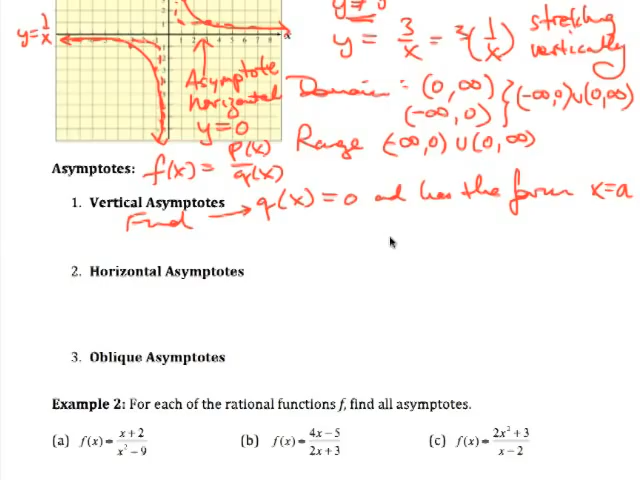 y = 1/x
y ≠ 0
y = 3/x = 3(1/x) stretching vertically
Asymptote horizontal y = 0
Domain : (0, ∞) (-∞, 0) } (-∞, 0) ∪ (0, ∞)
Range (-∞, 0) ∪ (0, ∞)
Asymptotes: f(x) = p(x)/q(x)
1. Vertical Asymptotes
Find → q(x) = 0 and has the form x = a
2. Horizontal Asymptotes
3. Oblique Asymptotes
Example 2: For each of the rational functions f, find all asymptotes.
(a) f(x) = (x + 2)/(x² − 9) (b) f(x) = (4x − 5)/(2x + 3) (c) f(x) = (2x² + 3)/(x − 2)